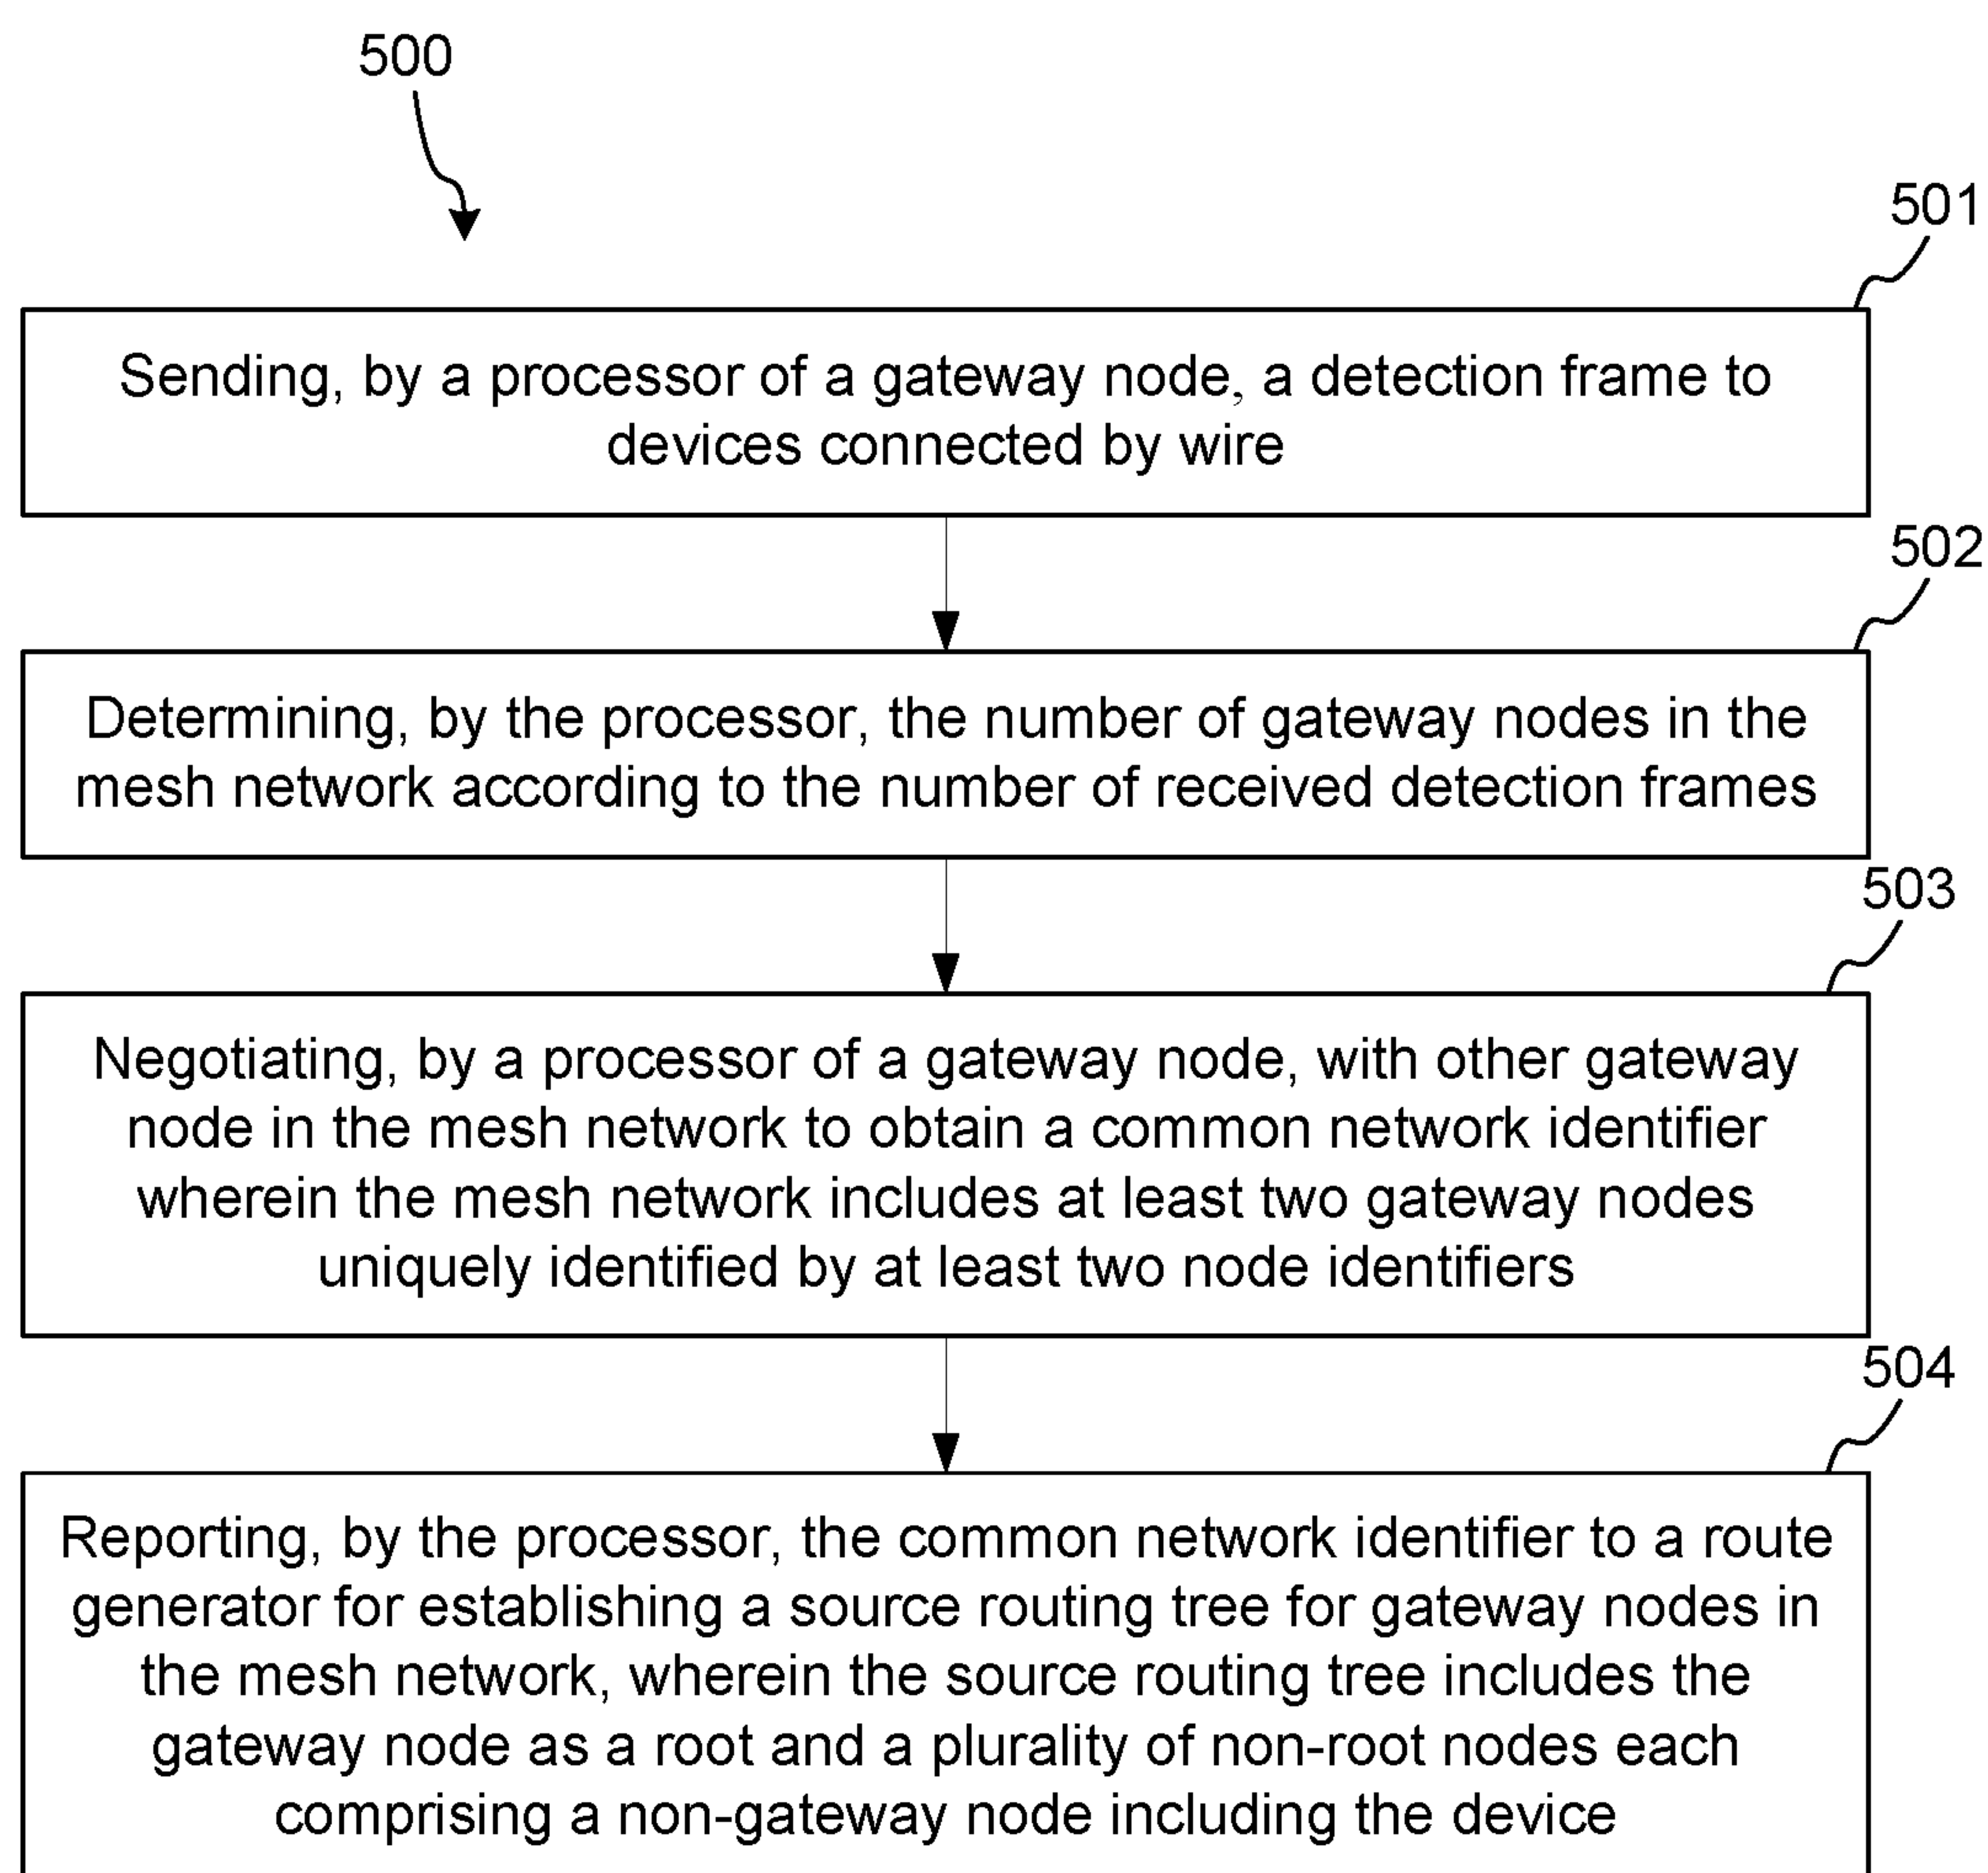 500
501
Sending, by a processor of a gateway node, a detection frame to
devices connected by wire
502
Determining, by the processor, the number of gateway nodes in the
mesh network according to the number of received detection frames
503
Negotiating, by a processor of a gateway node, with other gateway
node in the mesh network to obtain a common network identifier
wherein the mesh network includes at least two gateway nodes
uniquely identified by at least two node identifiers
504
Reporting, by the processor, the common network identifier to a route
generator for establishing a source routing tree for gateway nodes in
the mesh network, wherein the source routing tree includes the
gateway node as a root and a plurality of non-root nodes each
comprising a non-gateway node including the device